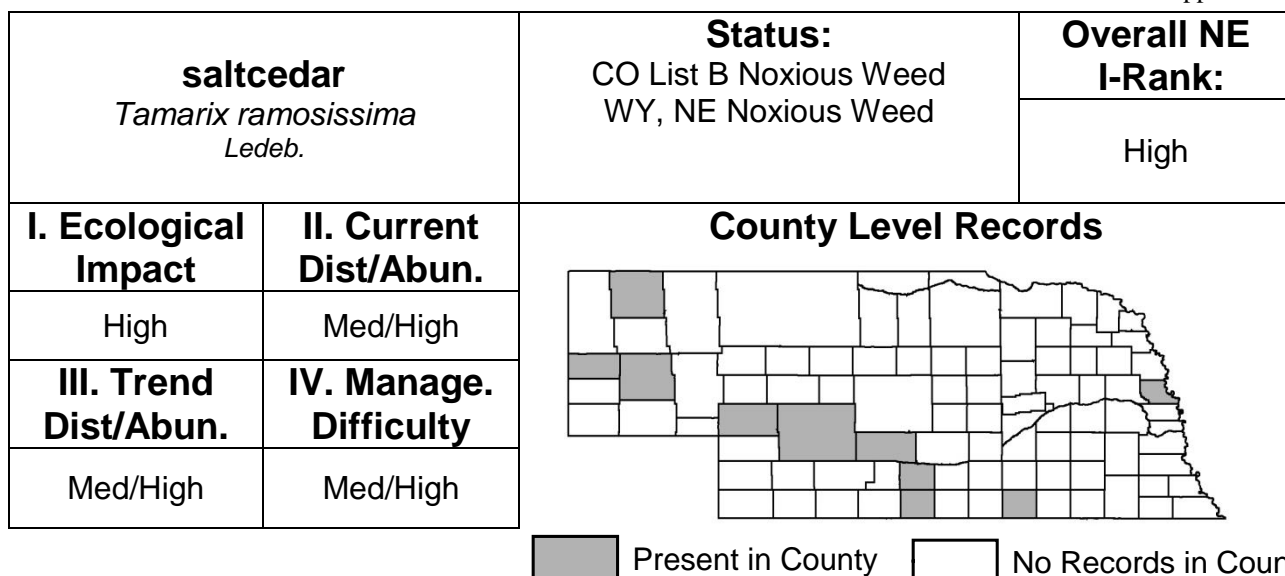 saltcedar
Tamarix ramosissima
Ledeb.
Status:
CO List B Noxious Weed
WY, NE Noxious Weed
Overall NE
I-Rank:
High
I. Ecological
Impact
II. Current
Dist/Abun.
High
Med/High
III. Trend
Dist/Abun.
IV. Manage.
Difficulty
Med/High
Med/High
County Level Records
Present in County
No Records in